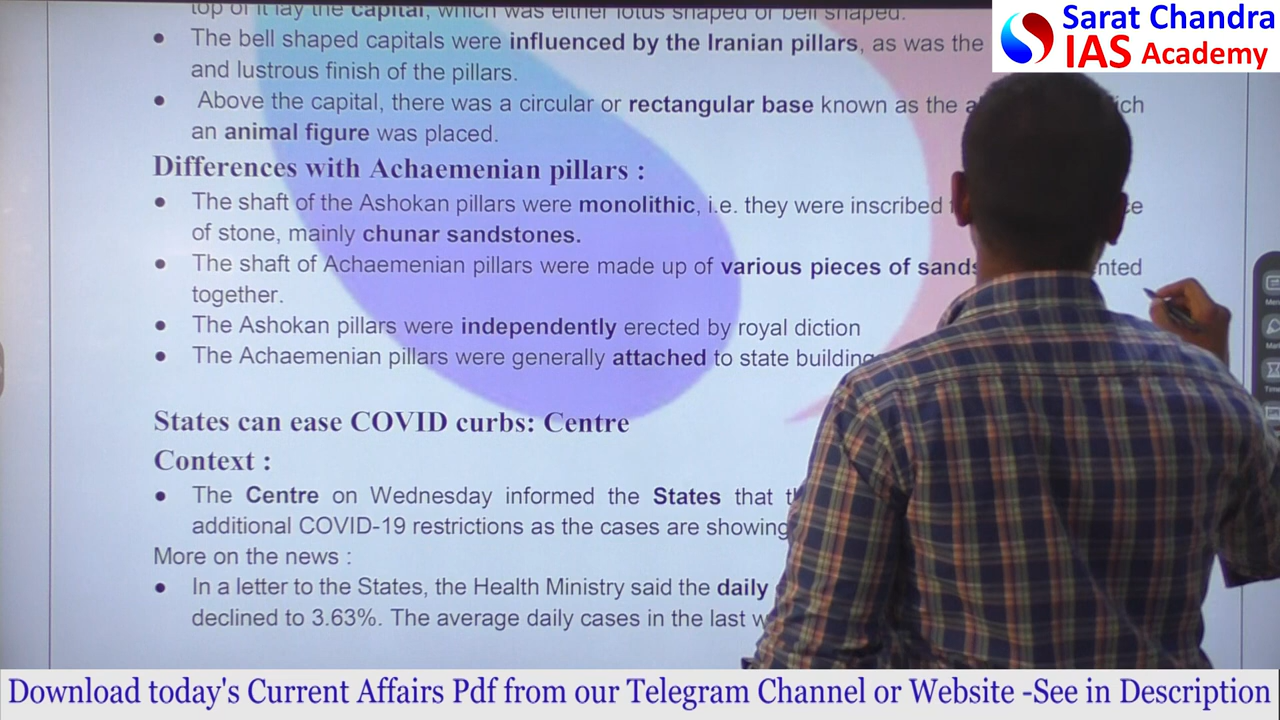 top of it lay the capital, which was either lotus shaped or bell shaped.
Sarat Chandra
IAS Academy
● The bell shaped capitals were influenced by the Iranian pillars, as was the
and lustrous finish of the pillars.
● Above the capital, there was a circular or rectangular base known as the
an animal figure was placed.
Differences with Achaemenian pillars :
● The shaft of the Ashokan pillars were monolithic, i.e. they were inscribed
of stone, mainly chunar sandstones.
● The shaft of Achaemenian pillars were made up of various pieces of
together.
● The Ashokan pillars were independently erected by royal diction
● The Achaemenian pillars were generally attached to state building
States can ease COVID curbs: Centre
Context :
● The Centre on Wednesday informed the States that
additional COVID-19 restrictions as the cases are showing
More on the news :
● In a letter to the States, the Health Ministry said the daily
declined to 3.63%. The average daily cases in the last
Download today's Current Affairs Pdf from our Telegram Channel or Website -See in Description